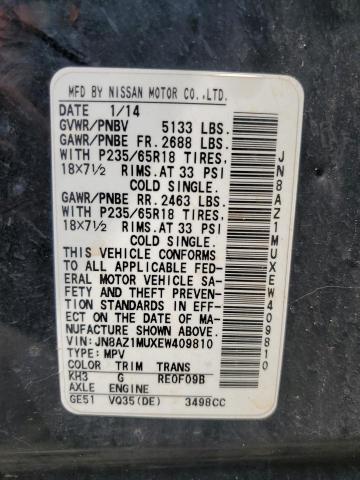 MFD BY NISSAN MOTOR CO.,LTD.
DATE 1/14
GVWR/PNBV 5133 LBS.
GAWR/PNBE FR. 2688 LBS.
WITH P235/65R18 TIRES,
18X7½ RIMS.AT 33 PSI
COLD SINGLE.
GAWR/PNBE RR. 2463 LBS.
WITH P235/65R18 TIRES,
18X7½ RIMS.AT 33 PSI
COLD SINGLE.
THIS VEHICLE CONFORMS
TO ALL APPLICABLE FED-
ERAL MOTOR VEHICLE SA-
FETY AND THEFT PREVEN-
TION STANDARDS IN EFF-
ECT ON THE DATE OF MA-
NUFACTURE SHOWN ABOVE.
VIN: JN8AZ1MUXEW409810
TYPE: MPV
COLOR TRIM TRANS
KH3 G RE0F09B
AXLE ENGINE
GE51 VQ35(DE) 3498CC
JN8AZ1MUXEW409810